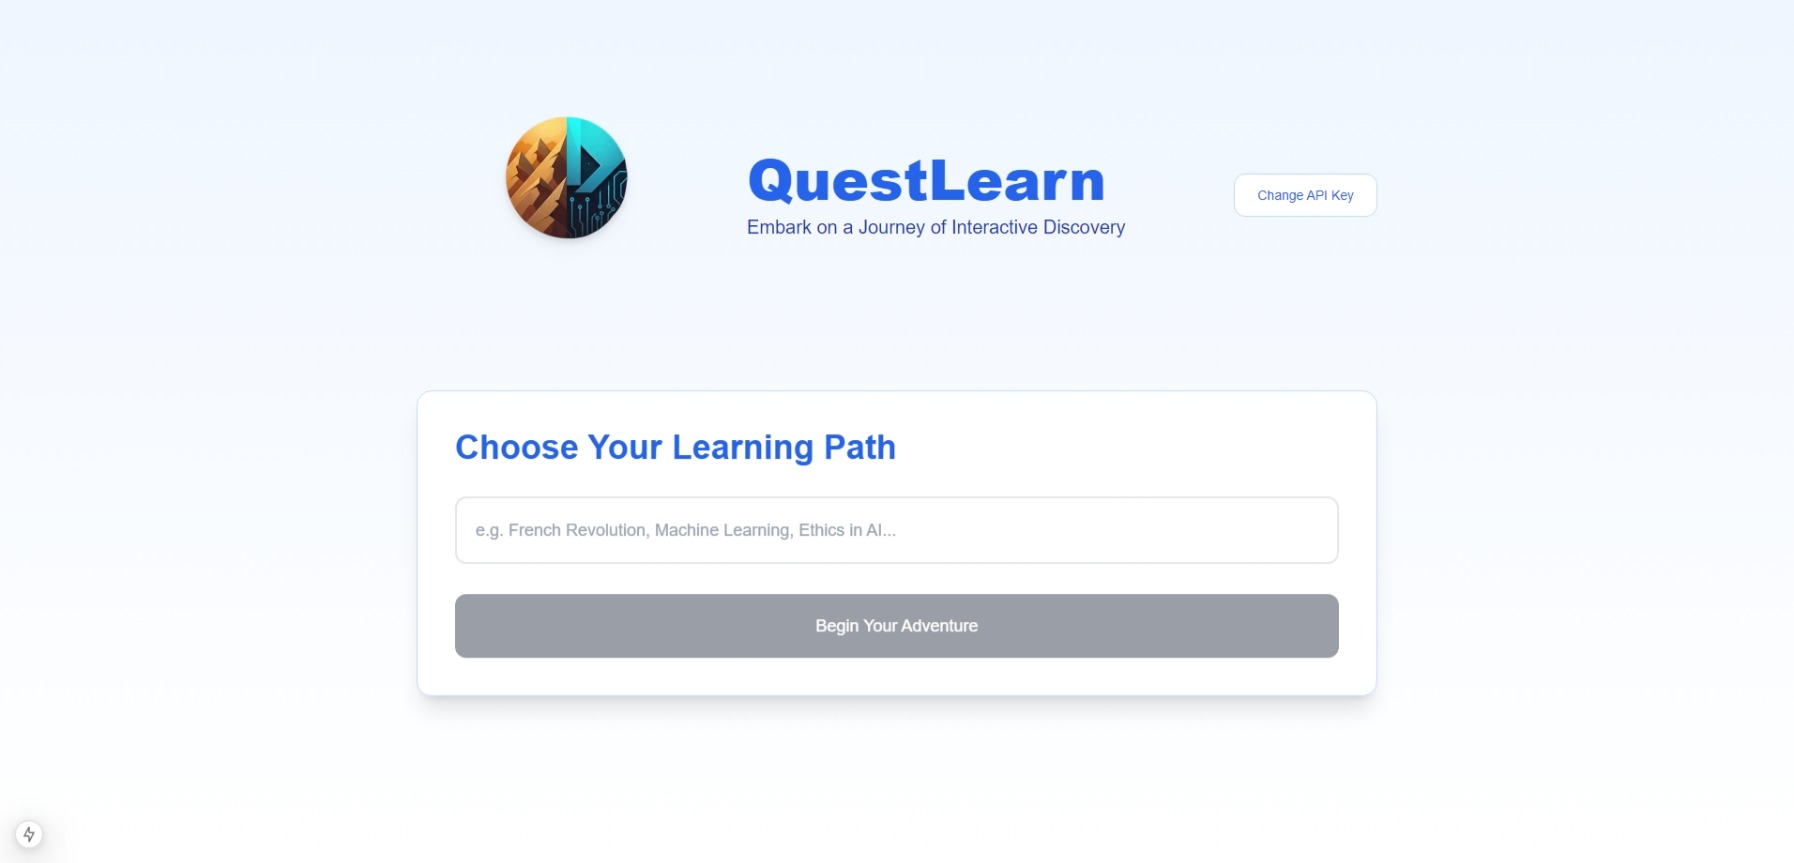 QuestLearn
Embark on a Journey of Interactive Discovery
Change API Key
Choose Your Learning Path
e.g. French Revolution, Machine Learning, Ethics in AI...
Begin Your Adventure